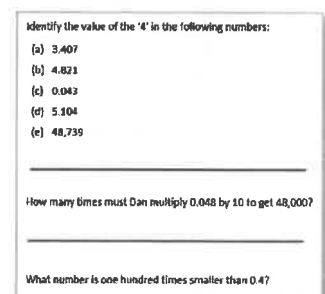 Identify the value of the '4' in the following numbers:
(a) 3.407
(b) 4.821
(c) 0.043
(d) 5.104
(e) 48,739
How many times must Dan multiply 0.048 by 10 to get 48,000?
What number is one hundred times smaller than 0.4?